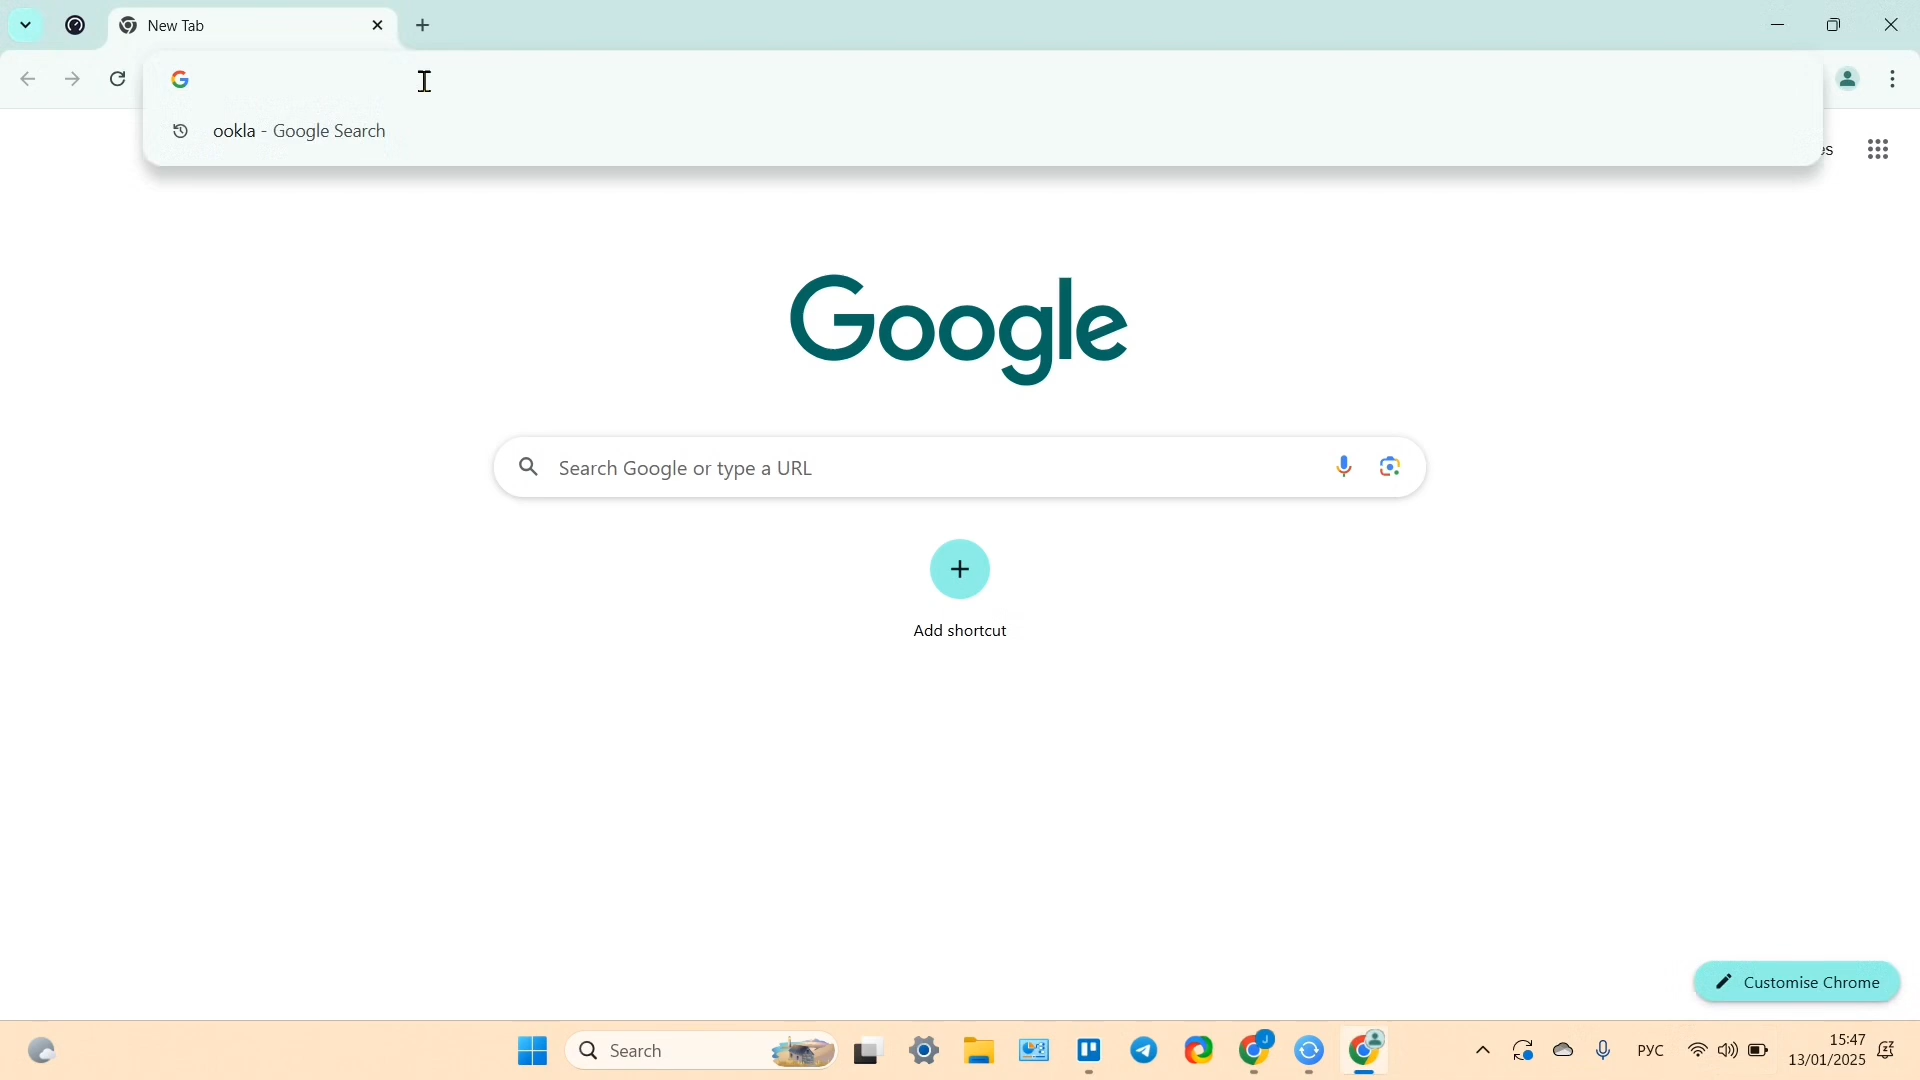 New Tab
ookla - Google Search
es
Google
Search Google or type a URL
Add shortcut
Customise Chrome
Search
J
РУС
15:47
13/01/2025